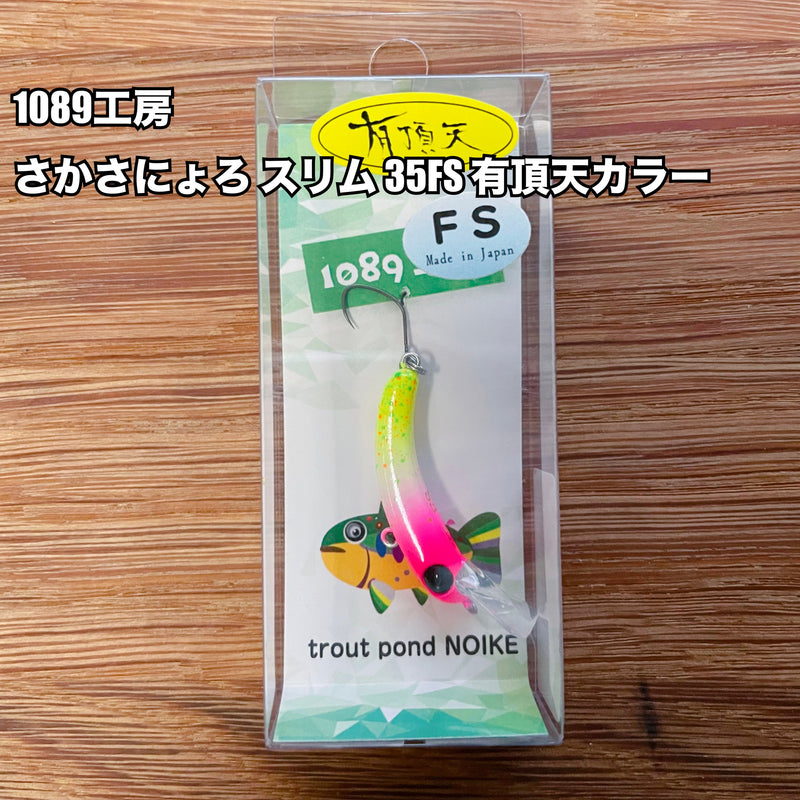 1089工房
さかさにょろ スリム 35FS 有頂天カラー
有頂天
FS
Made in Japan
1089
trout pond NOIKE